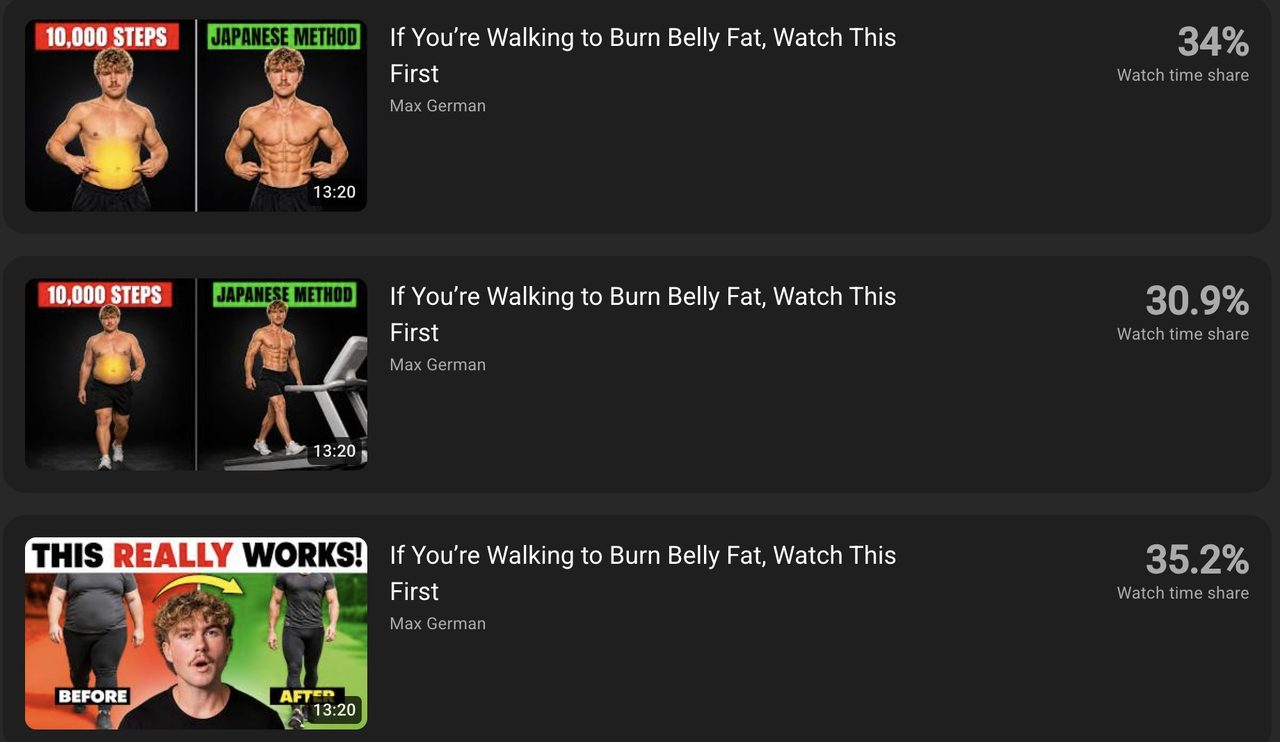 10,000 STEPS
JAPANESE METHOD
13:20
If You’re Walking to Burn Belly Fat, Watch This
First
Max German
34%
Watch time share
10,000 STEPS
JAPANESE METHOD
13:20
If You’re Walking to Burn Belly Fat, Watch This
First
Max German
30.9%
Watch time share
THIS REALLY WORKS!
BEFORE
AFTER
13:20
If You’re Walking to Burn Belly Fat, Watch This
First
Max German
35.2%
Watch time share